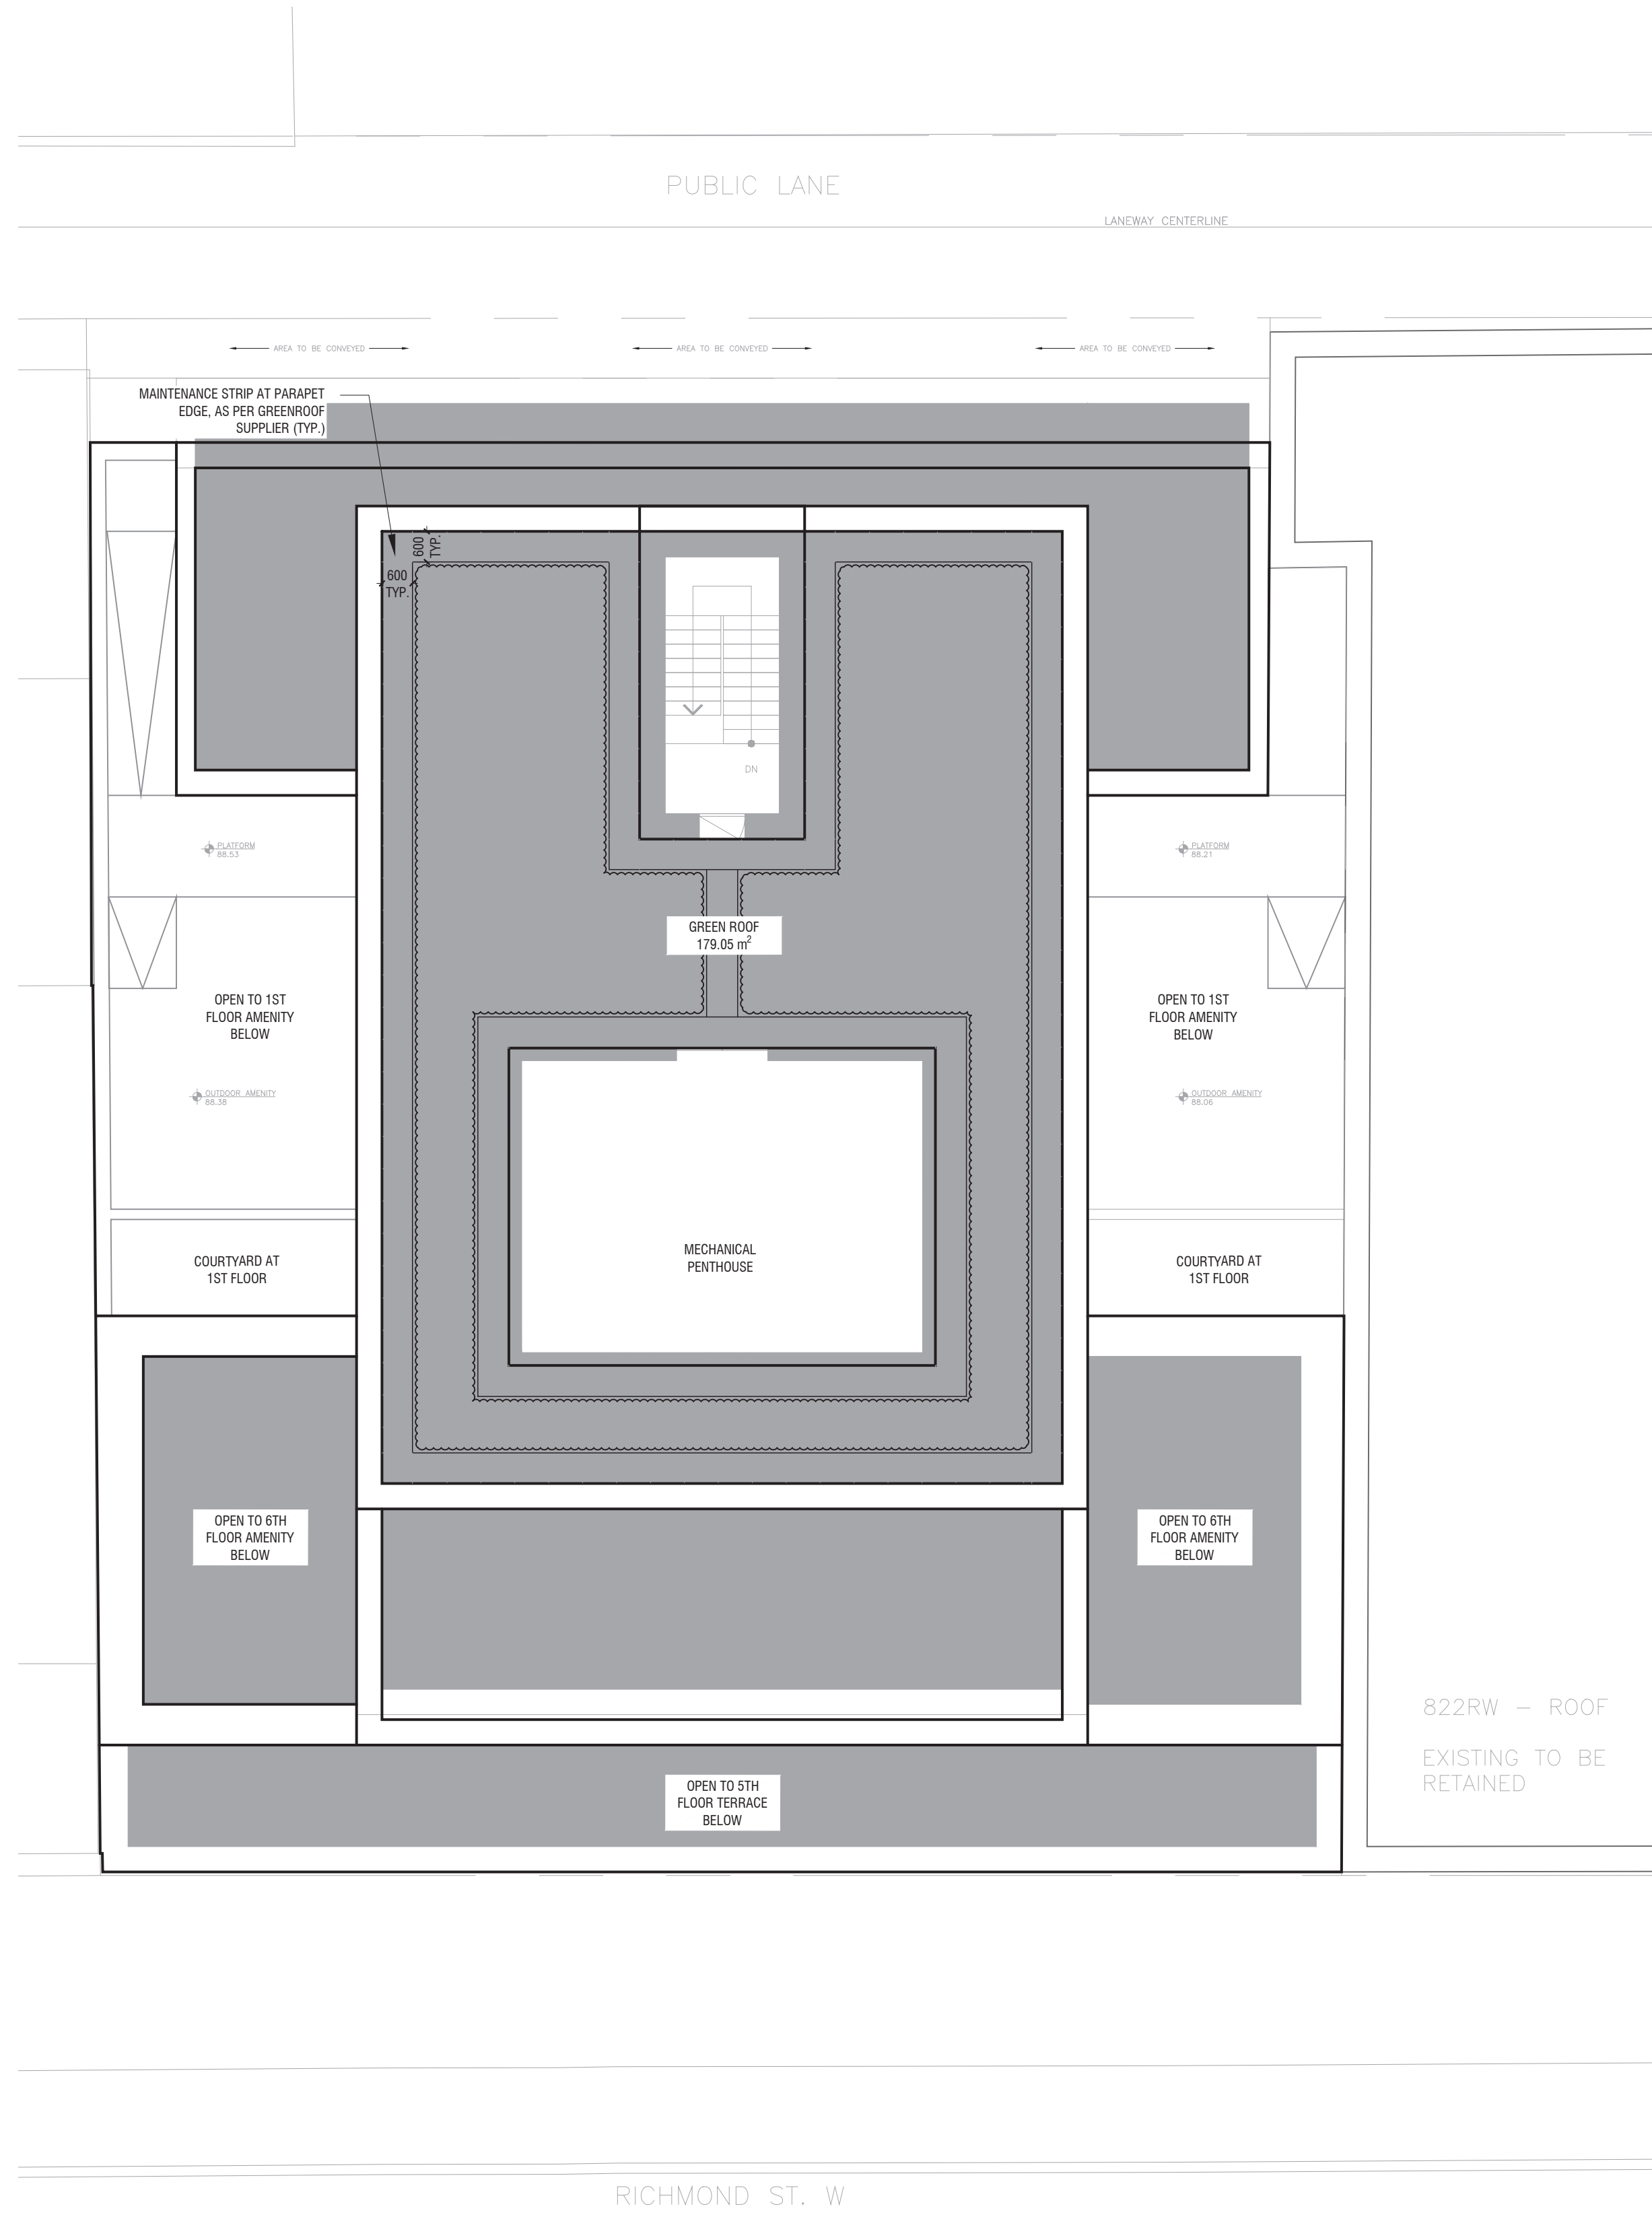 PUBLIC LANE
LANEWAY CENTERLINE
AREA TO BE CONVEYED
AREA TO BE CONVEYED
AREA TO BE CONVEYED
MAINTENANCE STRIP AT PARAPET
EDGE, AS PER GREENROOF
SUPPLIER (TYP.)
600
TYP.
600
TYP.
DN
PLATFORM
88.53
PLATFORM
88.21
GREEN ROOF
179.05 m²
OPEN TO 1ST
FLOOR AMENITY
BELOW
OPEN TO 1ST
FLOOR AMENITY
BELOW
OUTDOOR AMENITY
88.38
OUTDOOR AMENITY
88.06
MECHANICAL
PENTHOUSE
COURTYARD AT
1ST FLOOR
COURTYARD AT
1ST FLOOR
OPEN TO 6TH
FLOOR AMENITY
BELOW
OPEN TO 6TH
FLOOR AMENITY
BELOW
822RW – ROOF
EXISTING TO BE
RETAINED
OPEN TO 5TH
FLOOR TERRACE
BELOW
RICHMOND ST. W